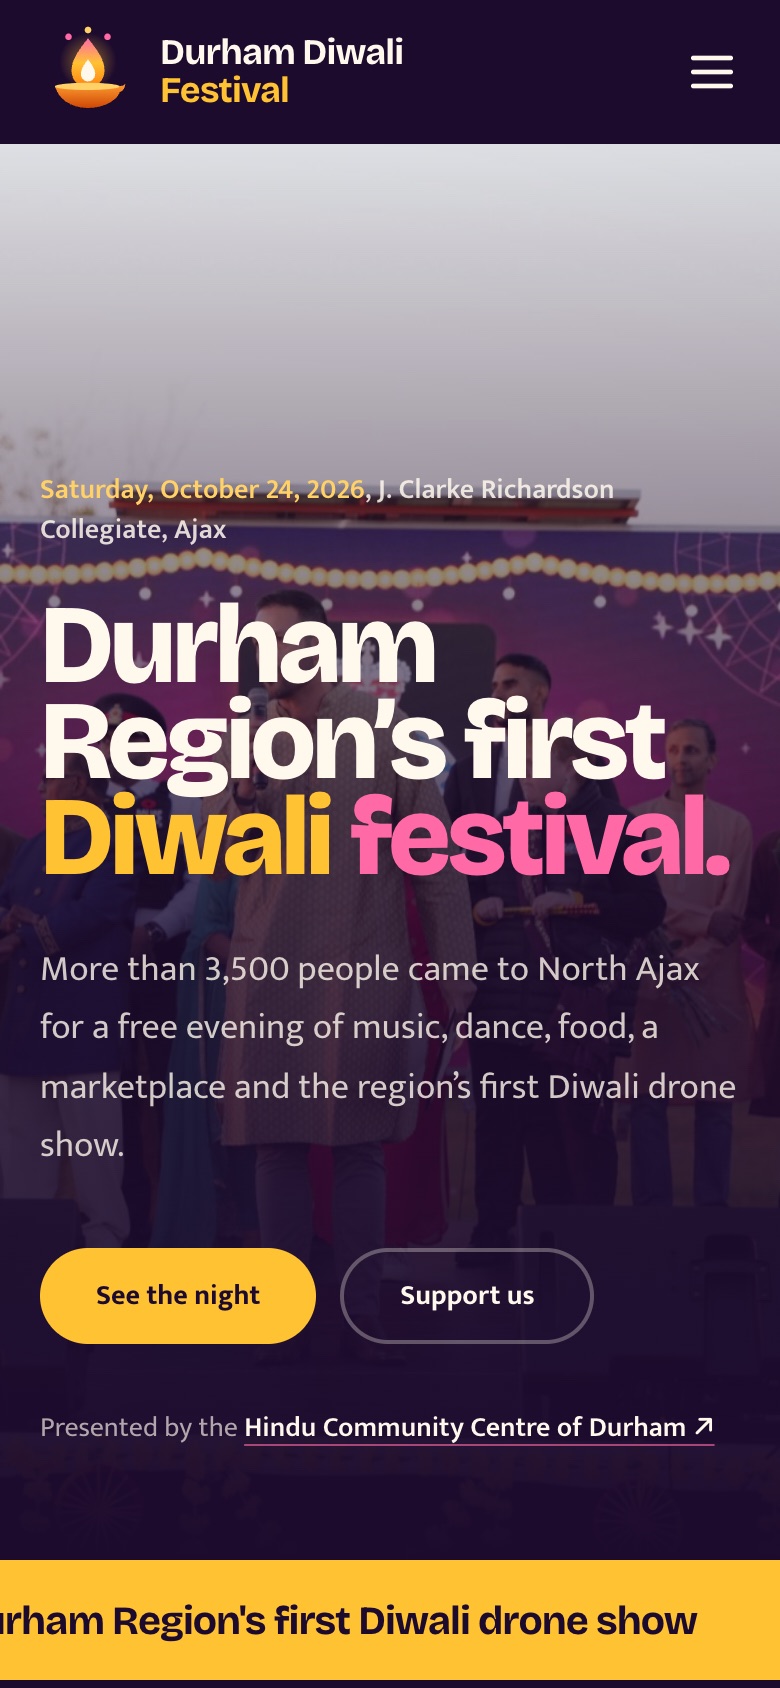 Durham Diwali
Festival
Saturday, October 24, 2026, J. Clarke Richardson
Collegiate, Ajax
Durham
Region’s first
Diwali festival.
More than 3,500 people came to North Ajax
for a free evening of music, dance, food, a
marketplace and the region’s first Diwali drone
show.
See the night
Support us
Presented by the Hindu Community Centre of Durham ↗
Region's first Diwali drone show